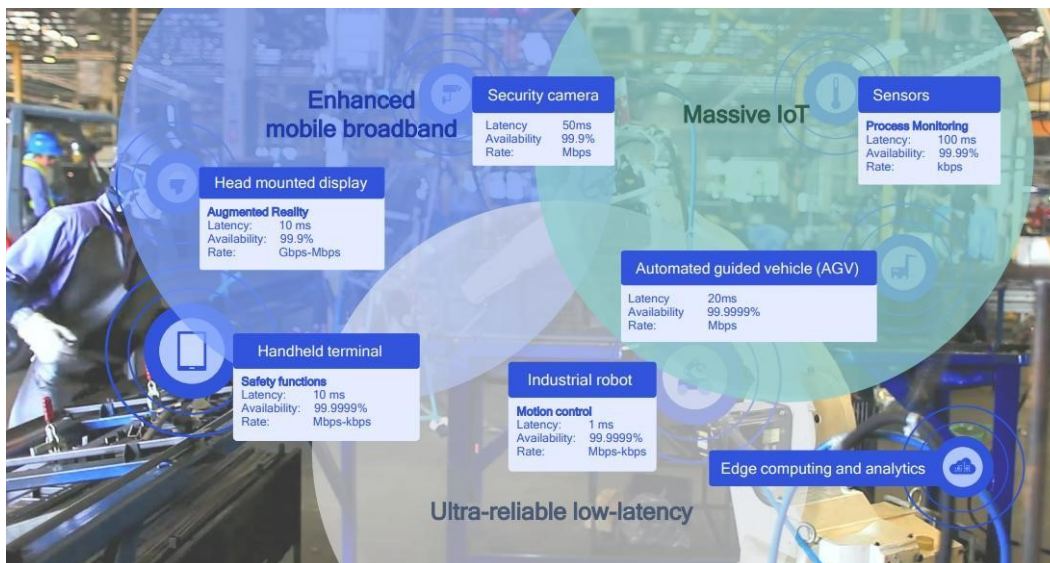 Enhanced
mobile broadband
Security camera
Latency 50ms
Availability 99.9%
Rate: Mbps
Massive IoT
Sensors
Process Monitoring
Latency: 100 ms
Availability: 99.99%
Rate: kbps
Head mounted display
Augmented Reality
Latency: 10 ms
Availability: 99.9%
Rate: Gbps-Mbps
Automated guided vehicle (AGV)
Latency 20ms
Availability 99.9999%
Rate: Mbps
Handheld terminal
Safety functions
Latency: 10 ms
Availability: 99.9999%
Rate: Mbps-kbps
Industrial robot
Motion control
Latency: 1 ms
Availability: 99.9999%
Rate: Mbps-kbps
Edge computing and analytics
Ultra-reliable low-latency